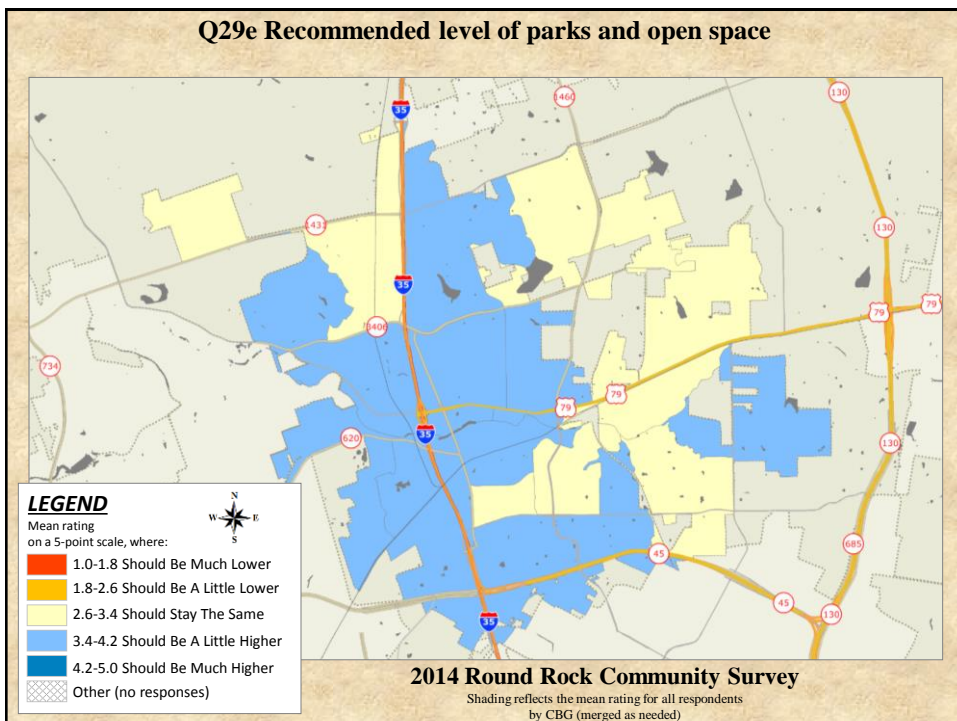 Q29e Recommended level of parks and open space
35
1460
130
1431
130
35
79
79
3406
734
79
79
35
620
130
LEGEND
N
W E
S
Mean rating
on a 5-point scale, where:
1.0-1.8 Should Be Much Lower
1.8-2.6 Should Be A Little Lower
2.6-3.4 Should Stay The Same
3.4-4.2 Should Be A Little Higher
4.2-5.0 Should Be Much Higher
Other (no responses)
45
685
45
130
35
2014 Round Rock Community Survey
Shading reflects the mean rating for all respondents
by CBG (merged as needed)